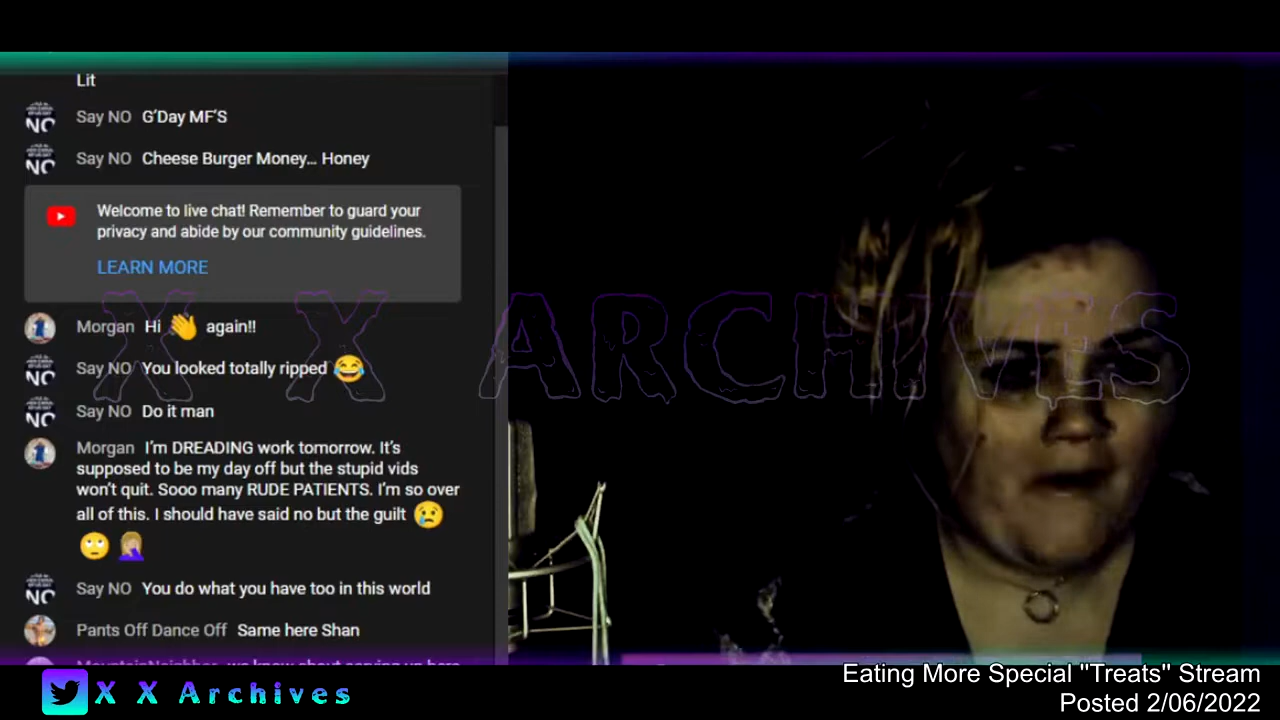 Lit
Say NO G'Day MF'S
Say NO Cheese Burger Money... Honey
Welcome to live chat! Remember to guard your
privacy and abide by our community guidelines.
LEARN MORE
Morgan Hi 👋 again!!
Say NO You looked totally ripped 😂
Say NO Do it man
Morgan I'm DREADING work tomorrow. It's
supposed to be my day off but the stupid vids
won't quit. Sooo many RUDE PATIENTS. I'm so over
all of this. I should have said no but the guilt 😢
🙄 🤦🏼‍♀️
Say NO You do what you have too in this world
Pants Off Dance Off Same here Shan
X X ARCHIVES
X X Archives
Eating More Special "Treats" Stream
Posted 2/06/2022